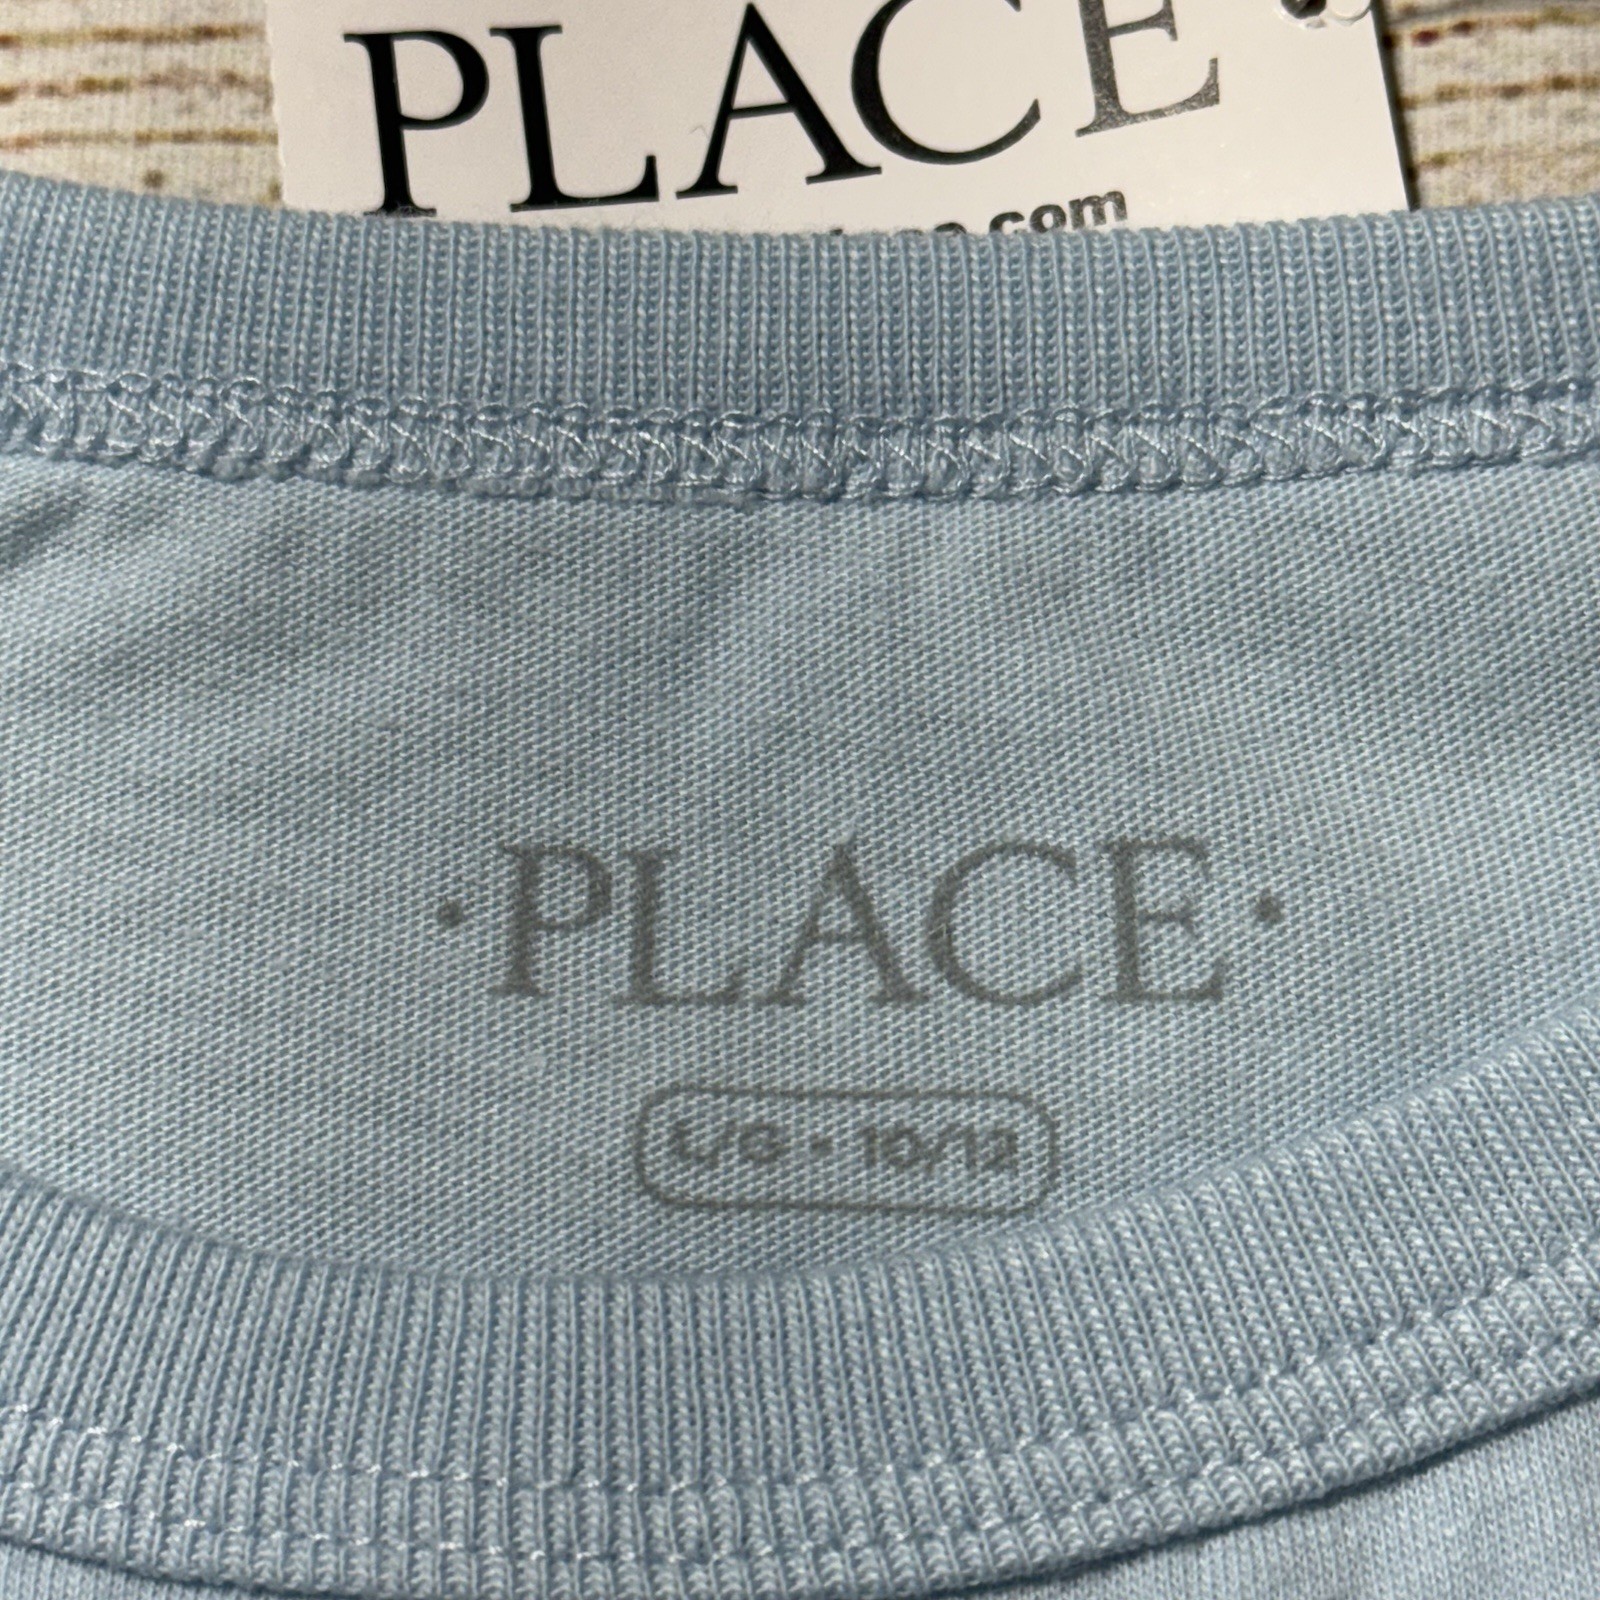 PLACE
.com
·PLACE·
L/G • 10/12